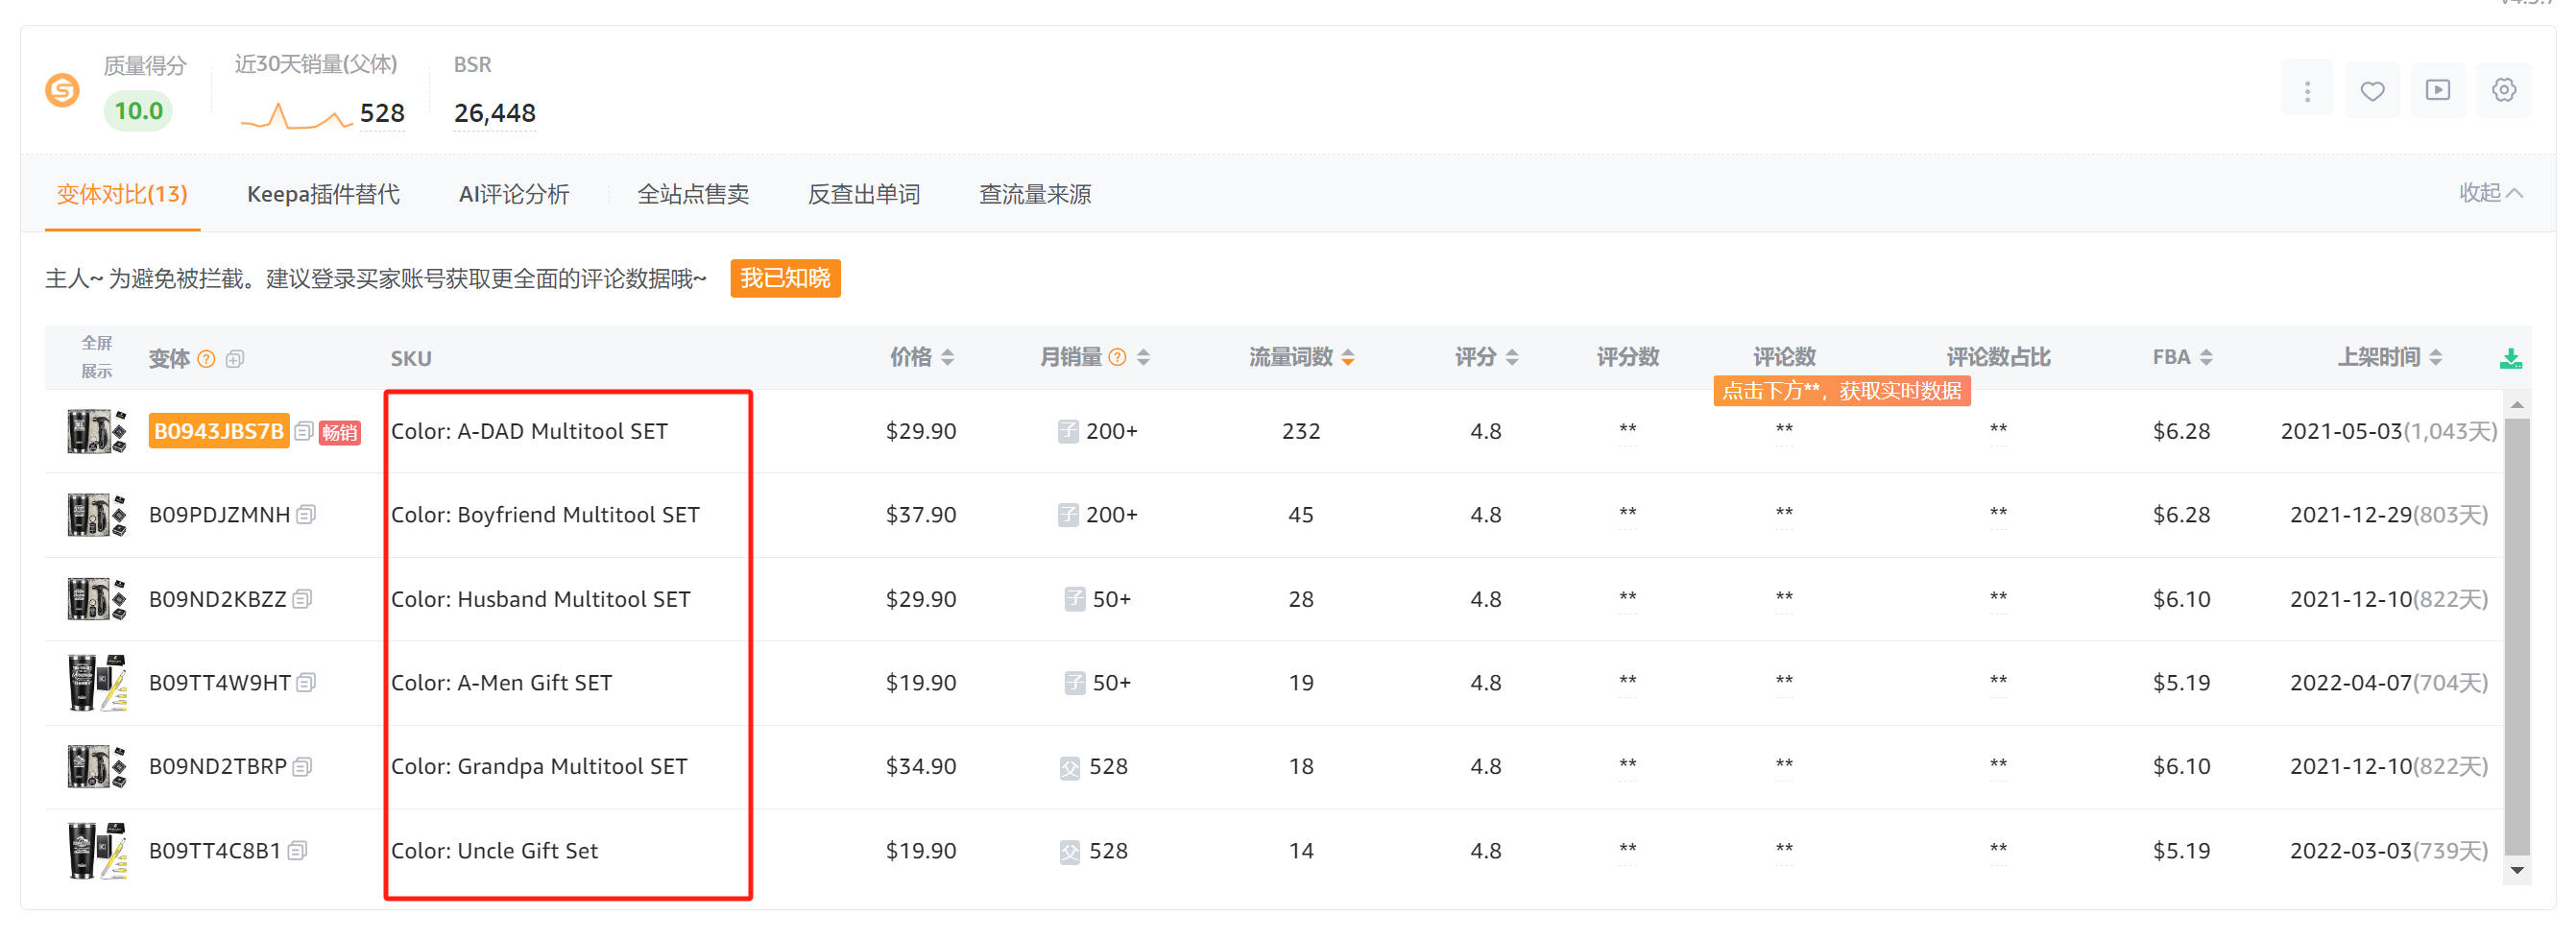 质量得分
近30天销量(父体)
BSR
10.0
528
26,448
变体对比(13)
Keepa插件替代
AI评论分析
全站点售卖
反查出单词
查流量来源
收起
主人~ 为避免被拦截。建议登录买家账号获取更全面的评论数据哦~
我已知晓
全屏
展示
变体 SKU 价格 月销量 流量词数 评分 评分数 评论数 评论数占比 FBA 上架时间
点击下方**，获取实时数据
B0943JBS7B 畅销 Color: A-DAD Multitool SET $29.90 子 200+ 232 4.8 ** ** ** $6.28 2021-05-03(1,043天)
B09PDJZMNH Color: Boyfriend Multitool SET $37.90 子 200+ 45 4.8 ** ** ** $6.28 2021-12-29(803天)
B09ND2KBZZ Color: Husband Multitool SET $29.90 子 50+ 28 4.8 ** ** ** $6.10 2021-12-10(822天)
B09TT4W9HT Color: A-Men Gift SET $19.90 子 50+ 19 4.8 ** ** ** $5.19 2022-04-07(704天)
B09ND2TBRP Color: Grandpa Multitool SET $34.90 父 528 18 4.8 ** ** ** $6.10 2021-12-10(822天)
B09TT4C8B1 Color: Uncle Gift Set $19.90 父 528 14 4.8 ** ** ** $5.19 2022-03-03(739天)